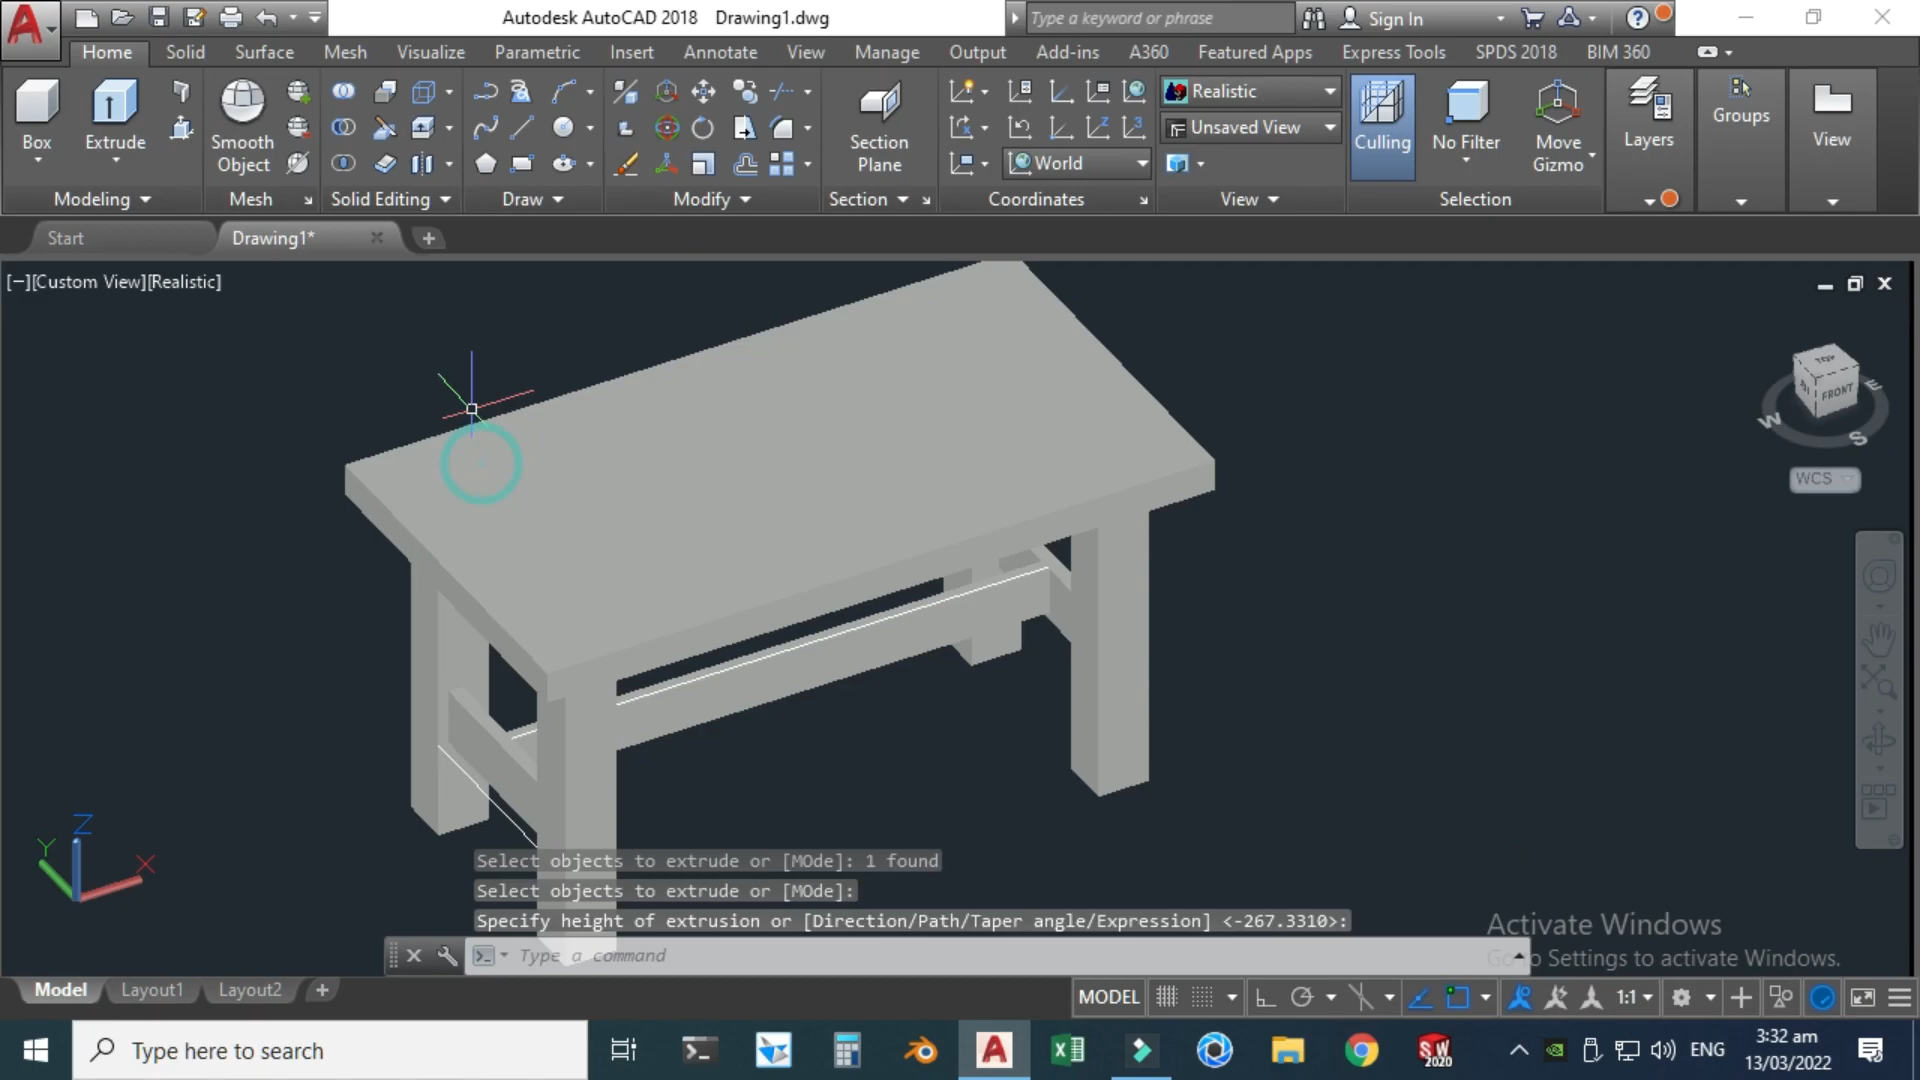 Autodesk AutoCAD 2018 Drawing1.dwg
Type a keyword or phrase
Sign In
Home Solid Surface Mesh Visualize Parametric Insert Annotate View Manage Output Add-ins A360 Featured Apps Express Tools SPDS 2018 BIM 360
Box
Extrude
Smooth
Object
Section
Plane
World
Realistic
Unsaved View
Culling
No Filter
Move
Gizmo
Layers
Groups
View
Modeling Mesh Solid Editing Draw Modify Section Coordinates View Selection
Start Drawing1*
[−][Custom View][Realistic]
TOP
FRONT
W
S
E
WCS
Z
Y
X
Select objects to extrude or [MOde]: 1 found
Select objects to extrude or [MOde]:
Specify height of extrusion or [Direction/Path/Taper angle/Expression] <-267.3310>:
Type a command
Activate Windows
Go to Settings to activate Windows.
Model Layout1 Layout2
MODEL
1:1
Type here to search
SW
2020
ENG
3:32 am
13/03/2022